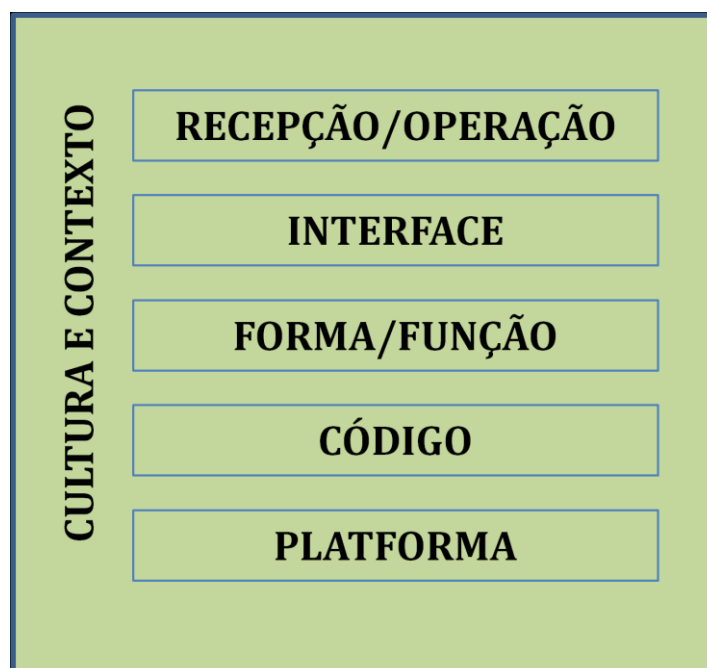 CULTURA E CONTEXTO
RECEPÇÃO/OPERAÇÃO
INTERFACE
FORMA/FUNÇÃO
CÓDIGO
PLATFORMA